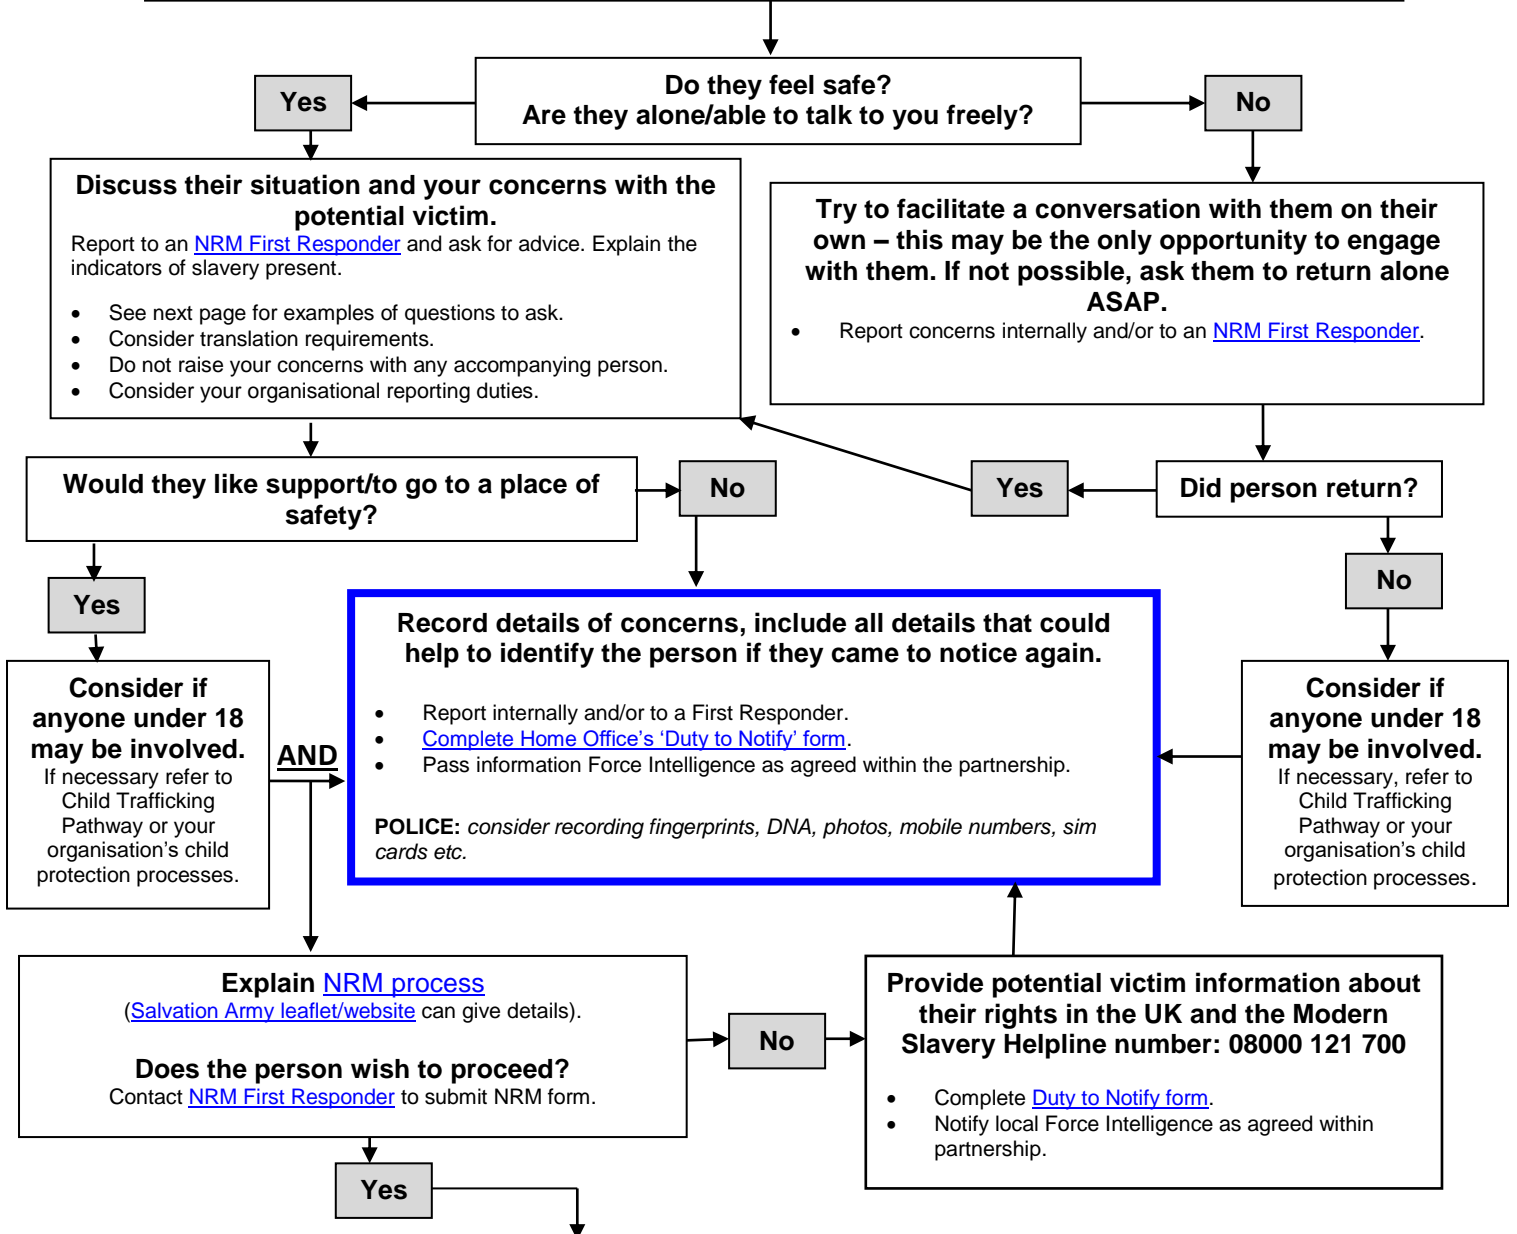 Do they feel safe?
Are they alone/able to talk to you freely?
Yes
No
Discuss their situation and your concerns with the
potential victim.
Report to an NRM First Responder and ask for advice. Explain the
indicators of slavery present.
• See next page for examples of questions to ask.
• Consider translation requirements.
• Do not raise your concerns with any accompanying person.
• Consider your organisational reporting duties.
Try to facilitate a conversation with them on their
own – this may be the only opportunity to engage
with them. If not possible, ask them to return alone
ASAP.
• Report concerns internally and/or to an NRM First Responder.
Would they like support/to go to a place of
safety?
No
Yes
Did person return?
Yes
No
Record details of concerns, include all details that could
help to identify the person if they came to notice again.
• Report internally and/or to a First Responder.
• Complete Home Office's 'Duty to Notify' form.
• Pass information Force Intelligence as agreed within the partnership.
POLICE: consider recording fingerprints, DNA, photos, mobile numbers, sim
cards etc.
Consider if
anyone under 18
may be involved.
If necessary refer to
Child Trafficking
Pathway or your
organisation's child
protection processes.
AND
Consider if
anyone under 18
may be involved.
If necessary, refer to
Child Trafficking
Pathway or your
organisation's child
protection processes.
Explain NRM process
(Salvation Army leaflet/website can give details).
Does the person wish to proceed?
Contact NRM First Responder to submit NRM form.
No
Provide potential victim information about
their rights in the UK and the Modern
Slavery Helpline number: 08000 121 700
• Complete Duty to Notify form.
• Notify local Force Intelligence as agreed within
partnership.
Yes